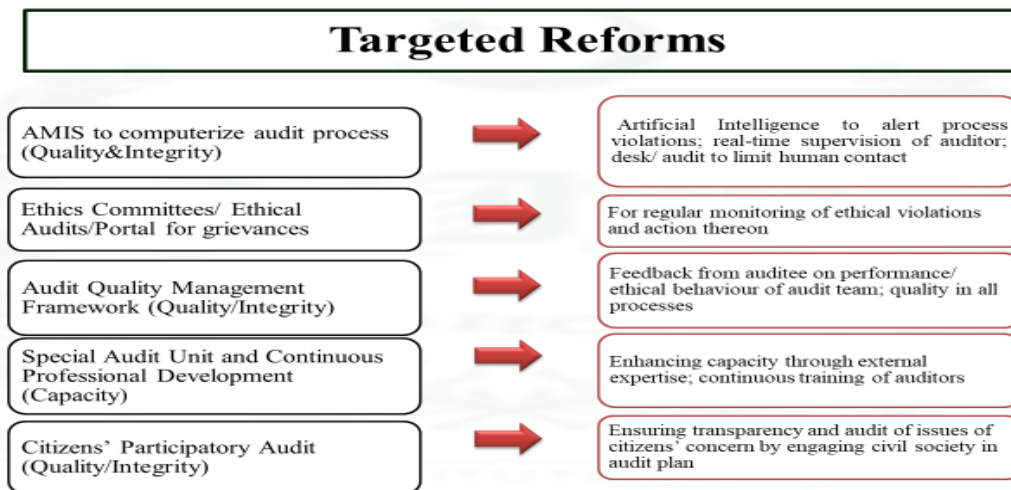 Targeted Reforms
AMIS to computerize audit process
(Quality&Integrity)
Artificial Intelligence to alert process
violations; real-time supervision of auditor;
desk/ audit to limit human contact
Ethics Committees/ Ethical
Audits/Portal for grievances
For regular monitoring of ethical violations
and action thereon
Audit Quality Management
Framework (Quality/Integrity)
Feedback from auditee on performance/
ethical behaviour of audit team; quality in all
processes
Special Audit Unit and Continuous
Professional Development
(Capacity)
Enhancing capacity through external
expertise; continuous training of auditors
Citizens' Participatory Audit
(Quality/Integrity)
Ensuring transparency and audit of issues of
citizens' concern by engaging civil society in
audit plan